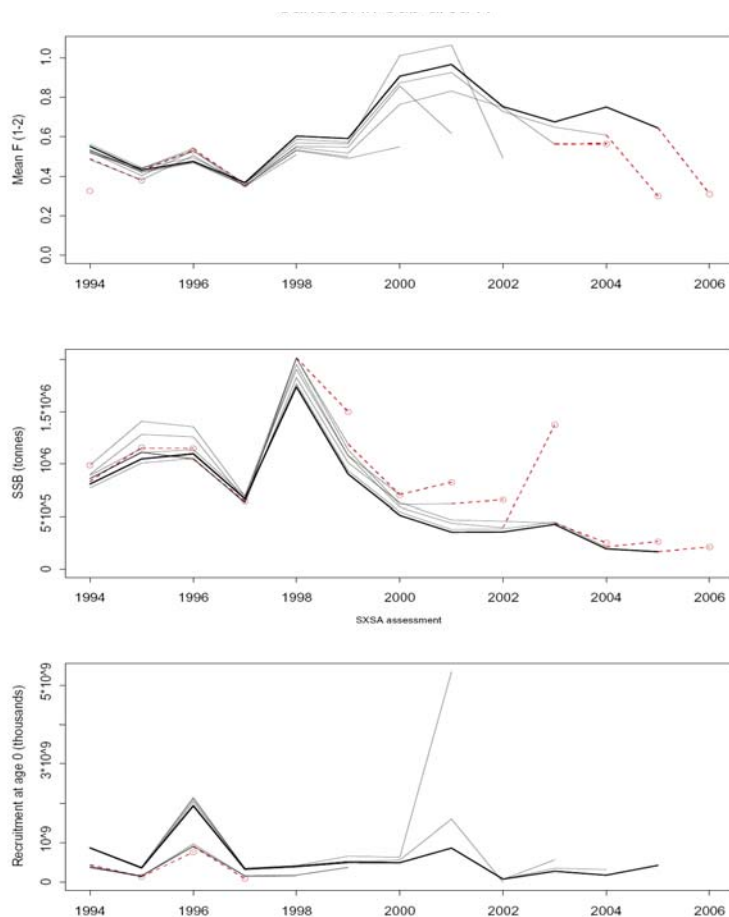 Mean F (1-2)
0.0 0.2 0.4 0.6 0.8 1.0
1994 1996 1998 2000 2002 2004 2006
SSB (tonnes)
0 5*10^5 10^6 1.5*10^6
1994 1996 1998 2000 2002 2004 2006
SXSA assessment
Recruitment at age 0 (thousands)
0 10^9 3*10^9 5*10^9
1994 1996 1998 2000 2002 2004 2006